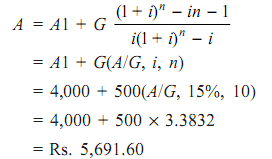 A = A1 + G (1 + i)ⁿ − in − 1 / i(1 + i)ⁿ − i
= A1 + G(A/G, i, n)
= 4,000 + 500(A/G, 15%, 10)
= 4,000 + 500 × 3.3832
= Rs. 5,691.60